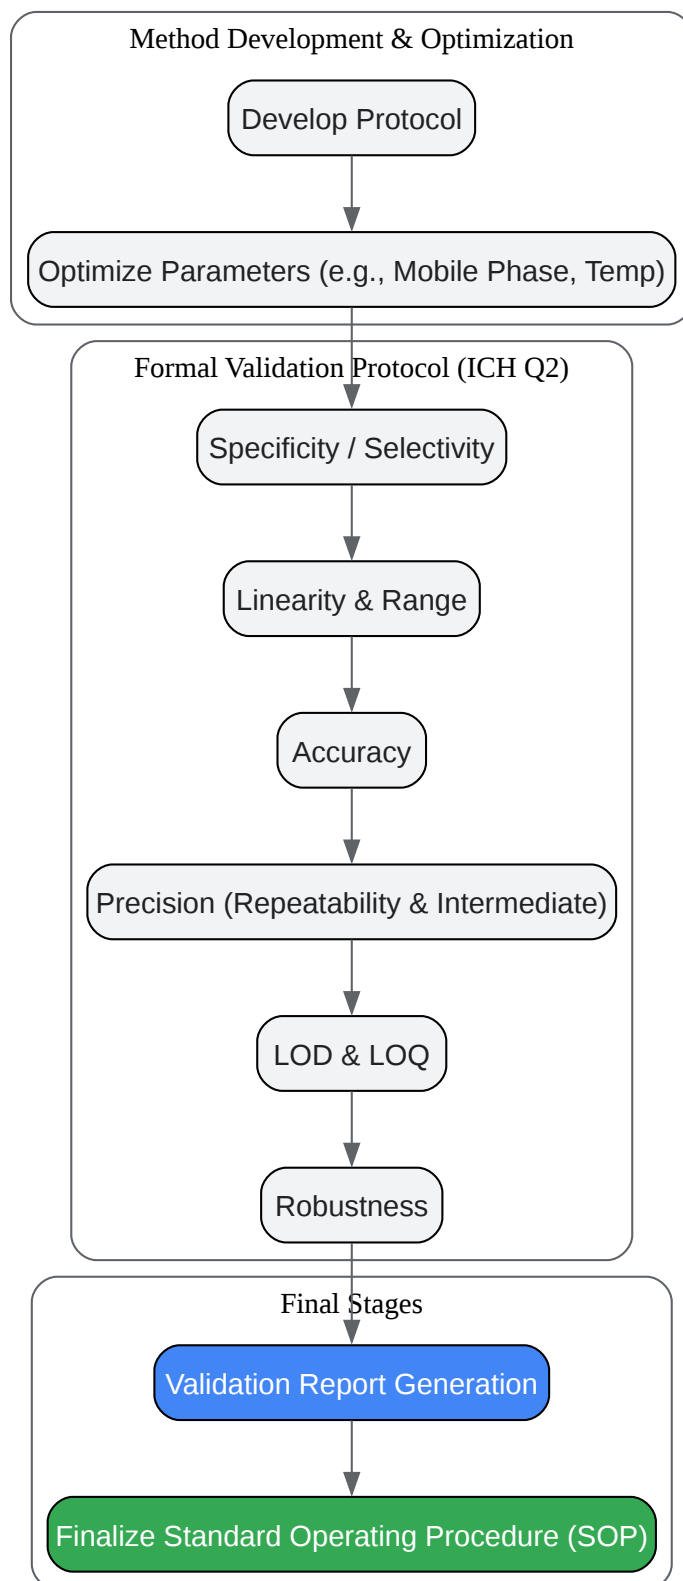 Method Development & Optimization
Develop Protocol
Optimize Parameters (e.g., Mobile Phase, Temp)
Formal Validation Protocol (ICH Q2)
Specificity / Selectivity
Linearity & Range
Accuracy
Precision (Repeatability & Intermediate)
LOD & LOQ
Robustness
Final Stages
Validation Report Generation
Finalize Standard Operating Procedure (SOP)